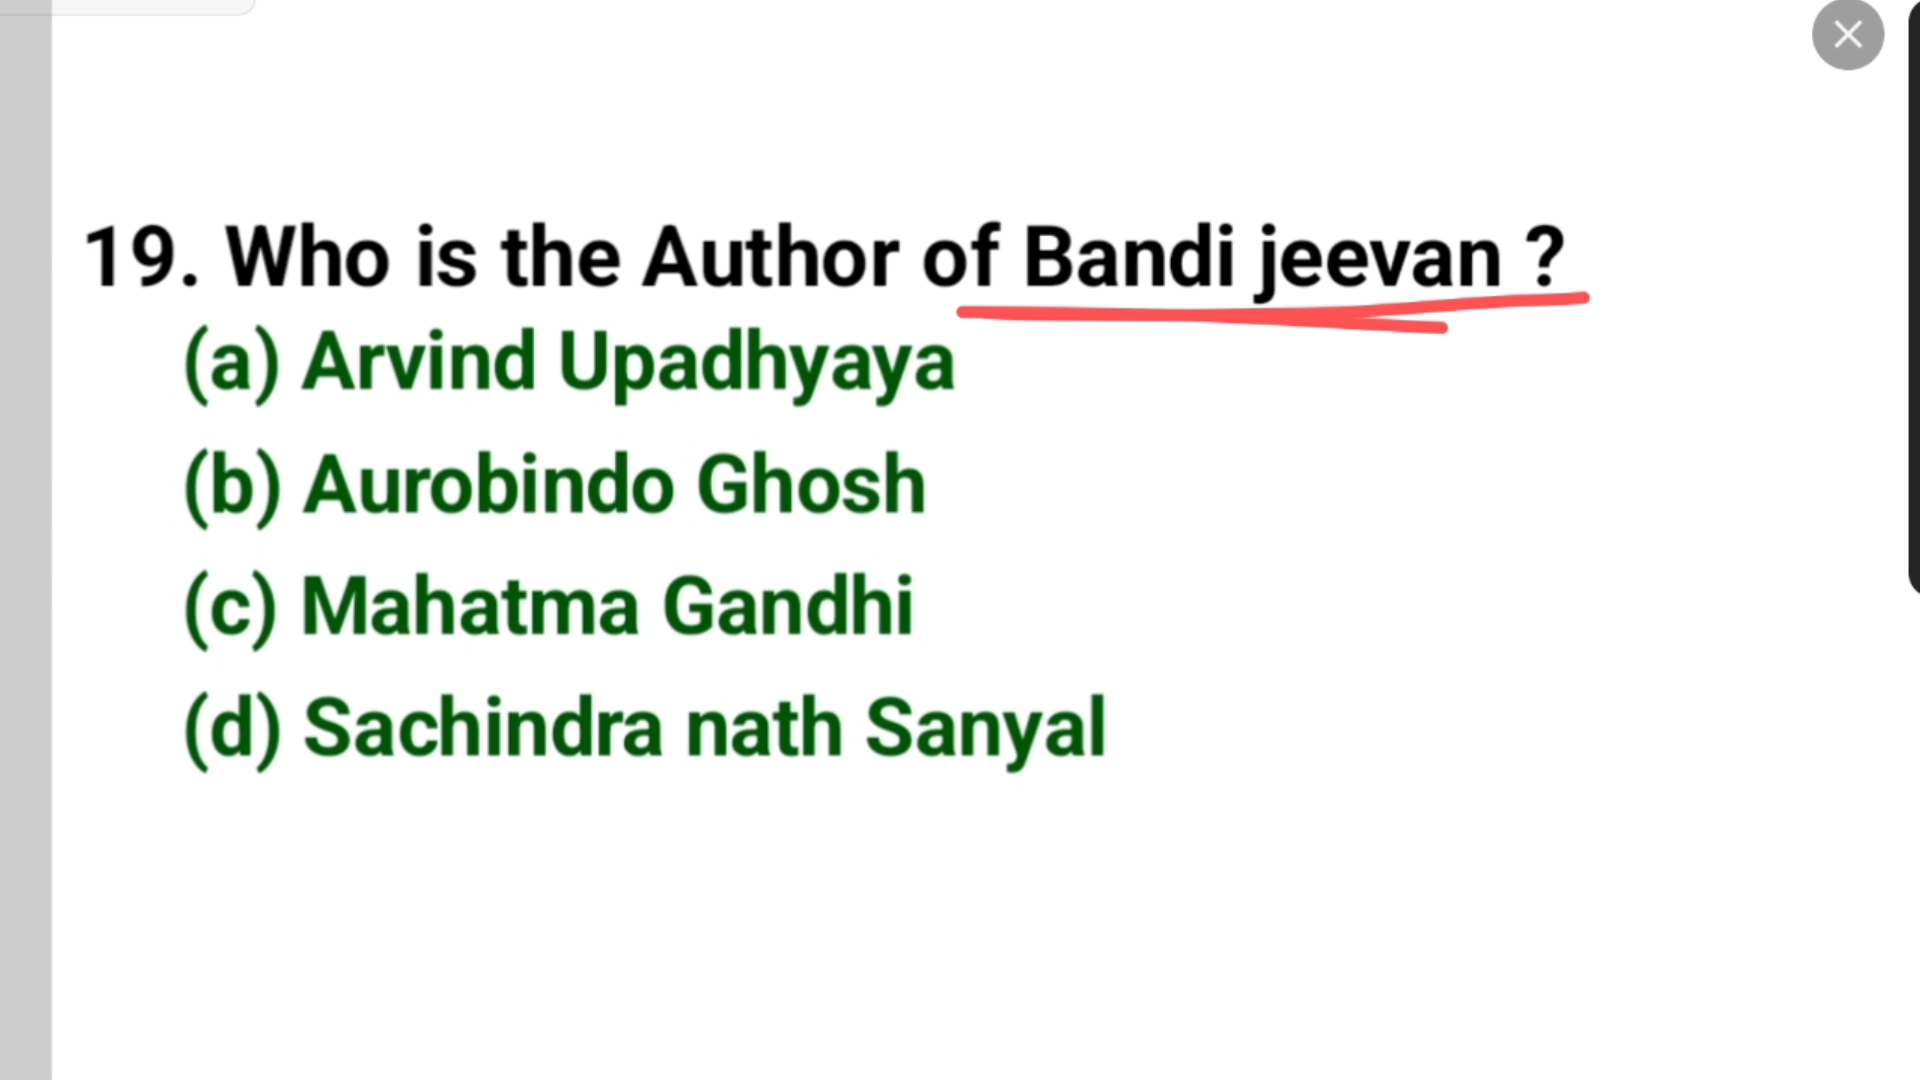 19. Who is the Author of Bandi jeevan ?
(a) Arvind Upadhyaya
(b) Aurobindo Ghosh
(c) Mahatma Gandhi
(d) Sachindra nath Sanyal